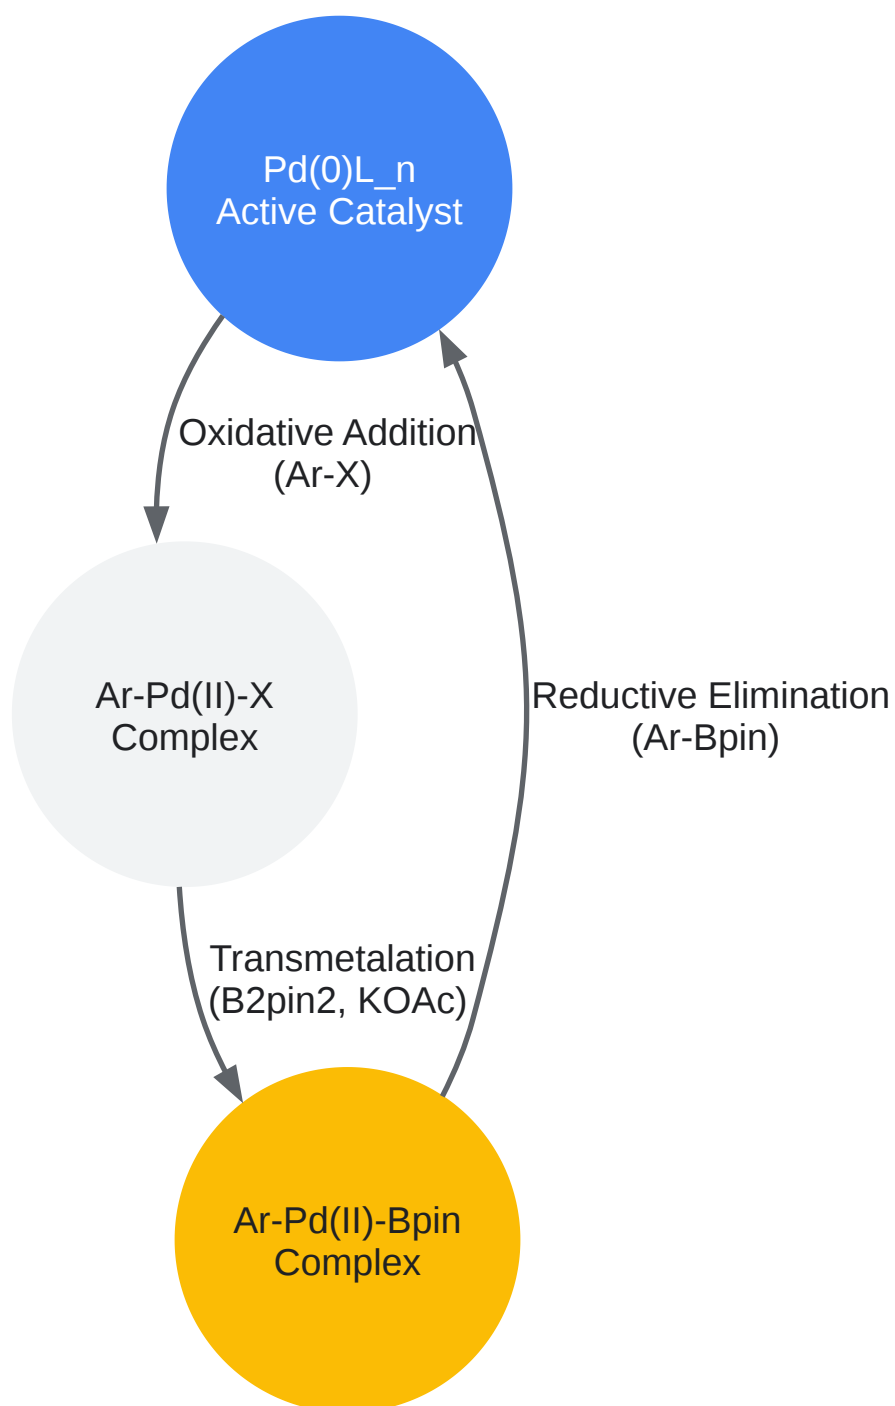 Pd(0)L_n
Active Catalyst
Oxidative Addition
(Ar-X)
Ar-Pd(II)-X
Complex
Reductive Elimination
(Ar-Bpin)
Transmetalation
(B2pin2, KOAc)
Ar-Pd(II)-Bpin
Complex